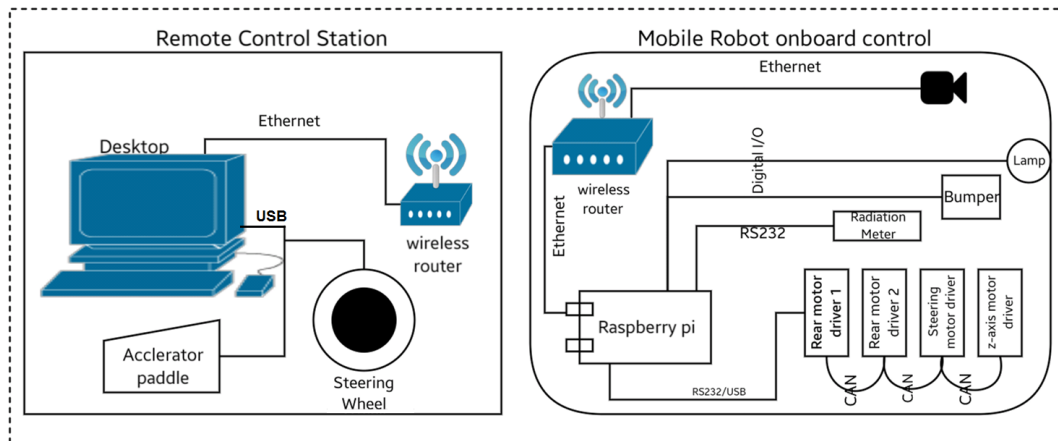 Remote Control Station
Desktop
Ethernet
USB
wireless
router
Acclerator
paddle
Steering
Wheel
Mobile Robot onboard control
Ethernet
wireless
router
Ethernet
Digital I/O
Lamp
Bumper
RS232
Radiation
Meter
Raspberry pi
RS232/USB
Rear motor
driver 1
Rear motor
driver 2
Steering
motor driver
z-axis motor
driver
CAN
CAN
CAN